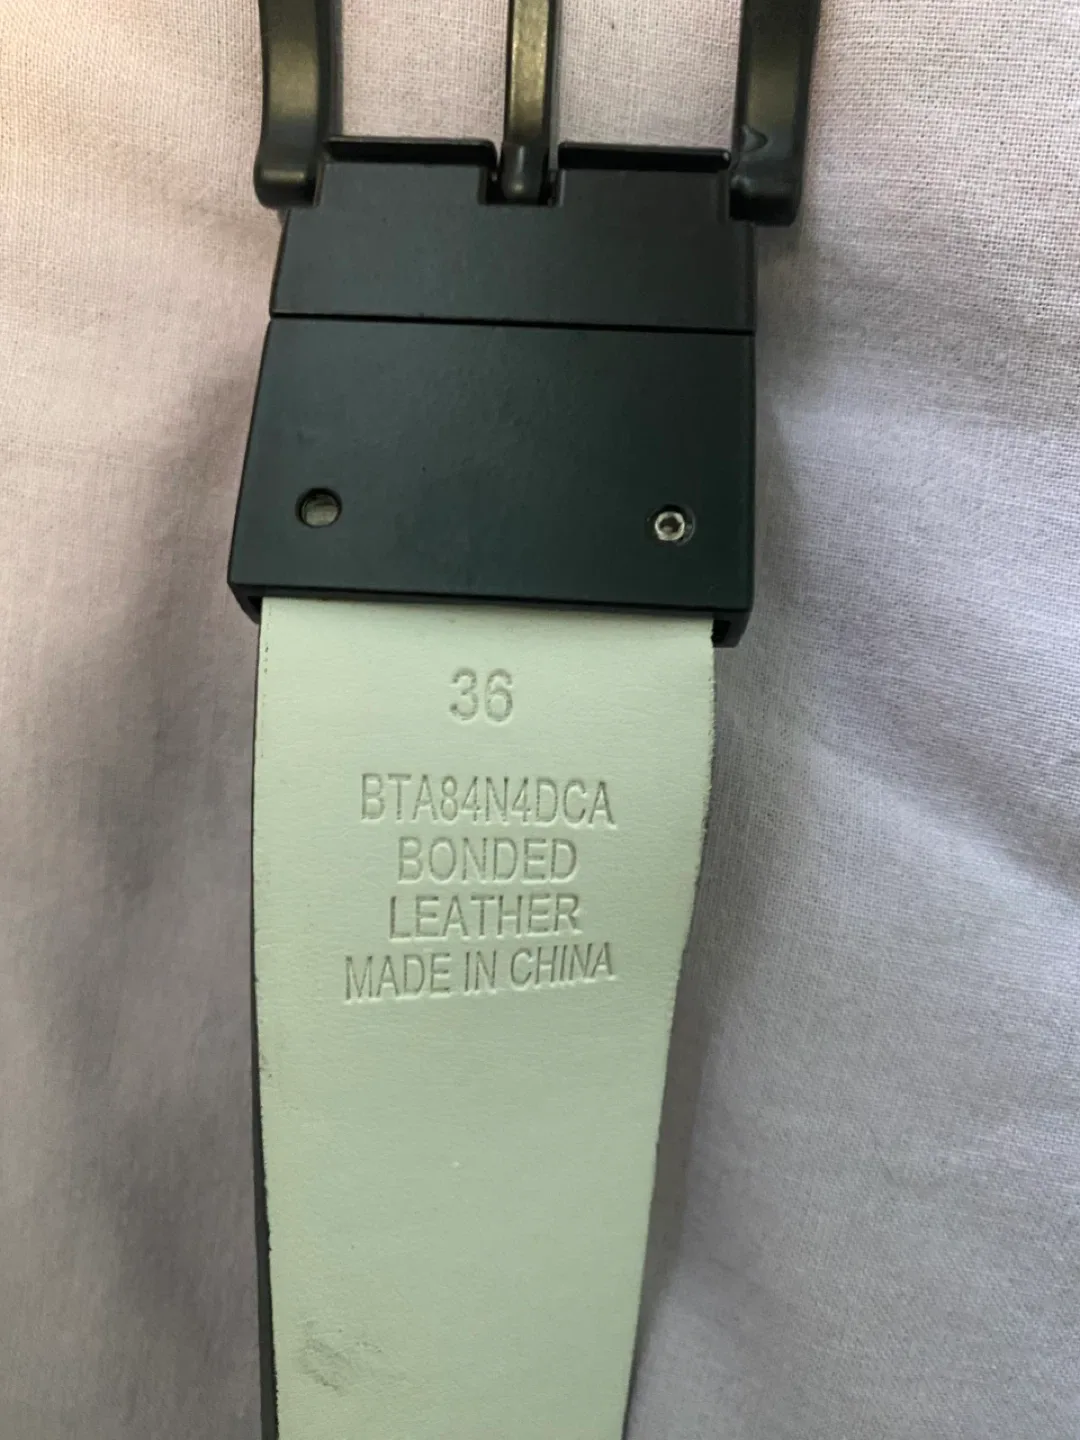 36
BTA84N4DCA
BONDED
LEATHER
MADE IN CHINA